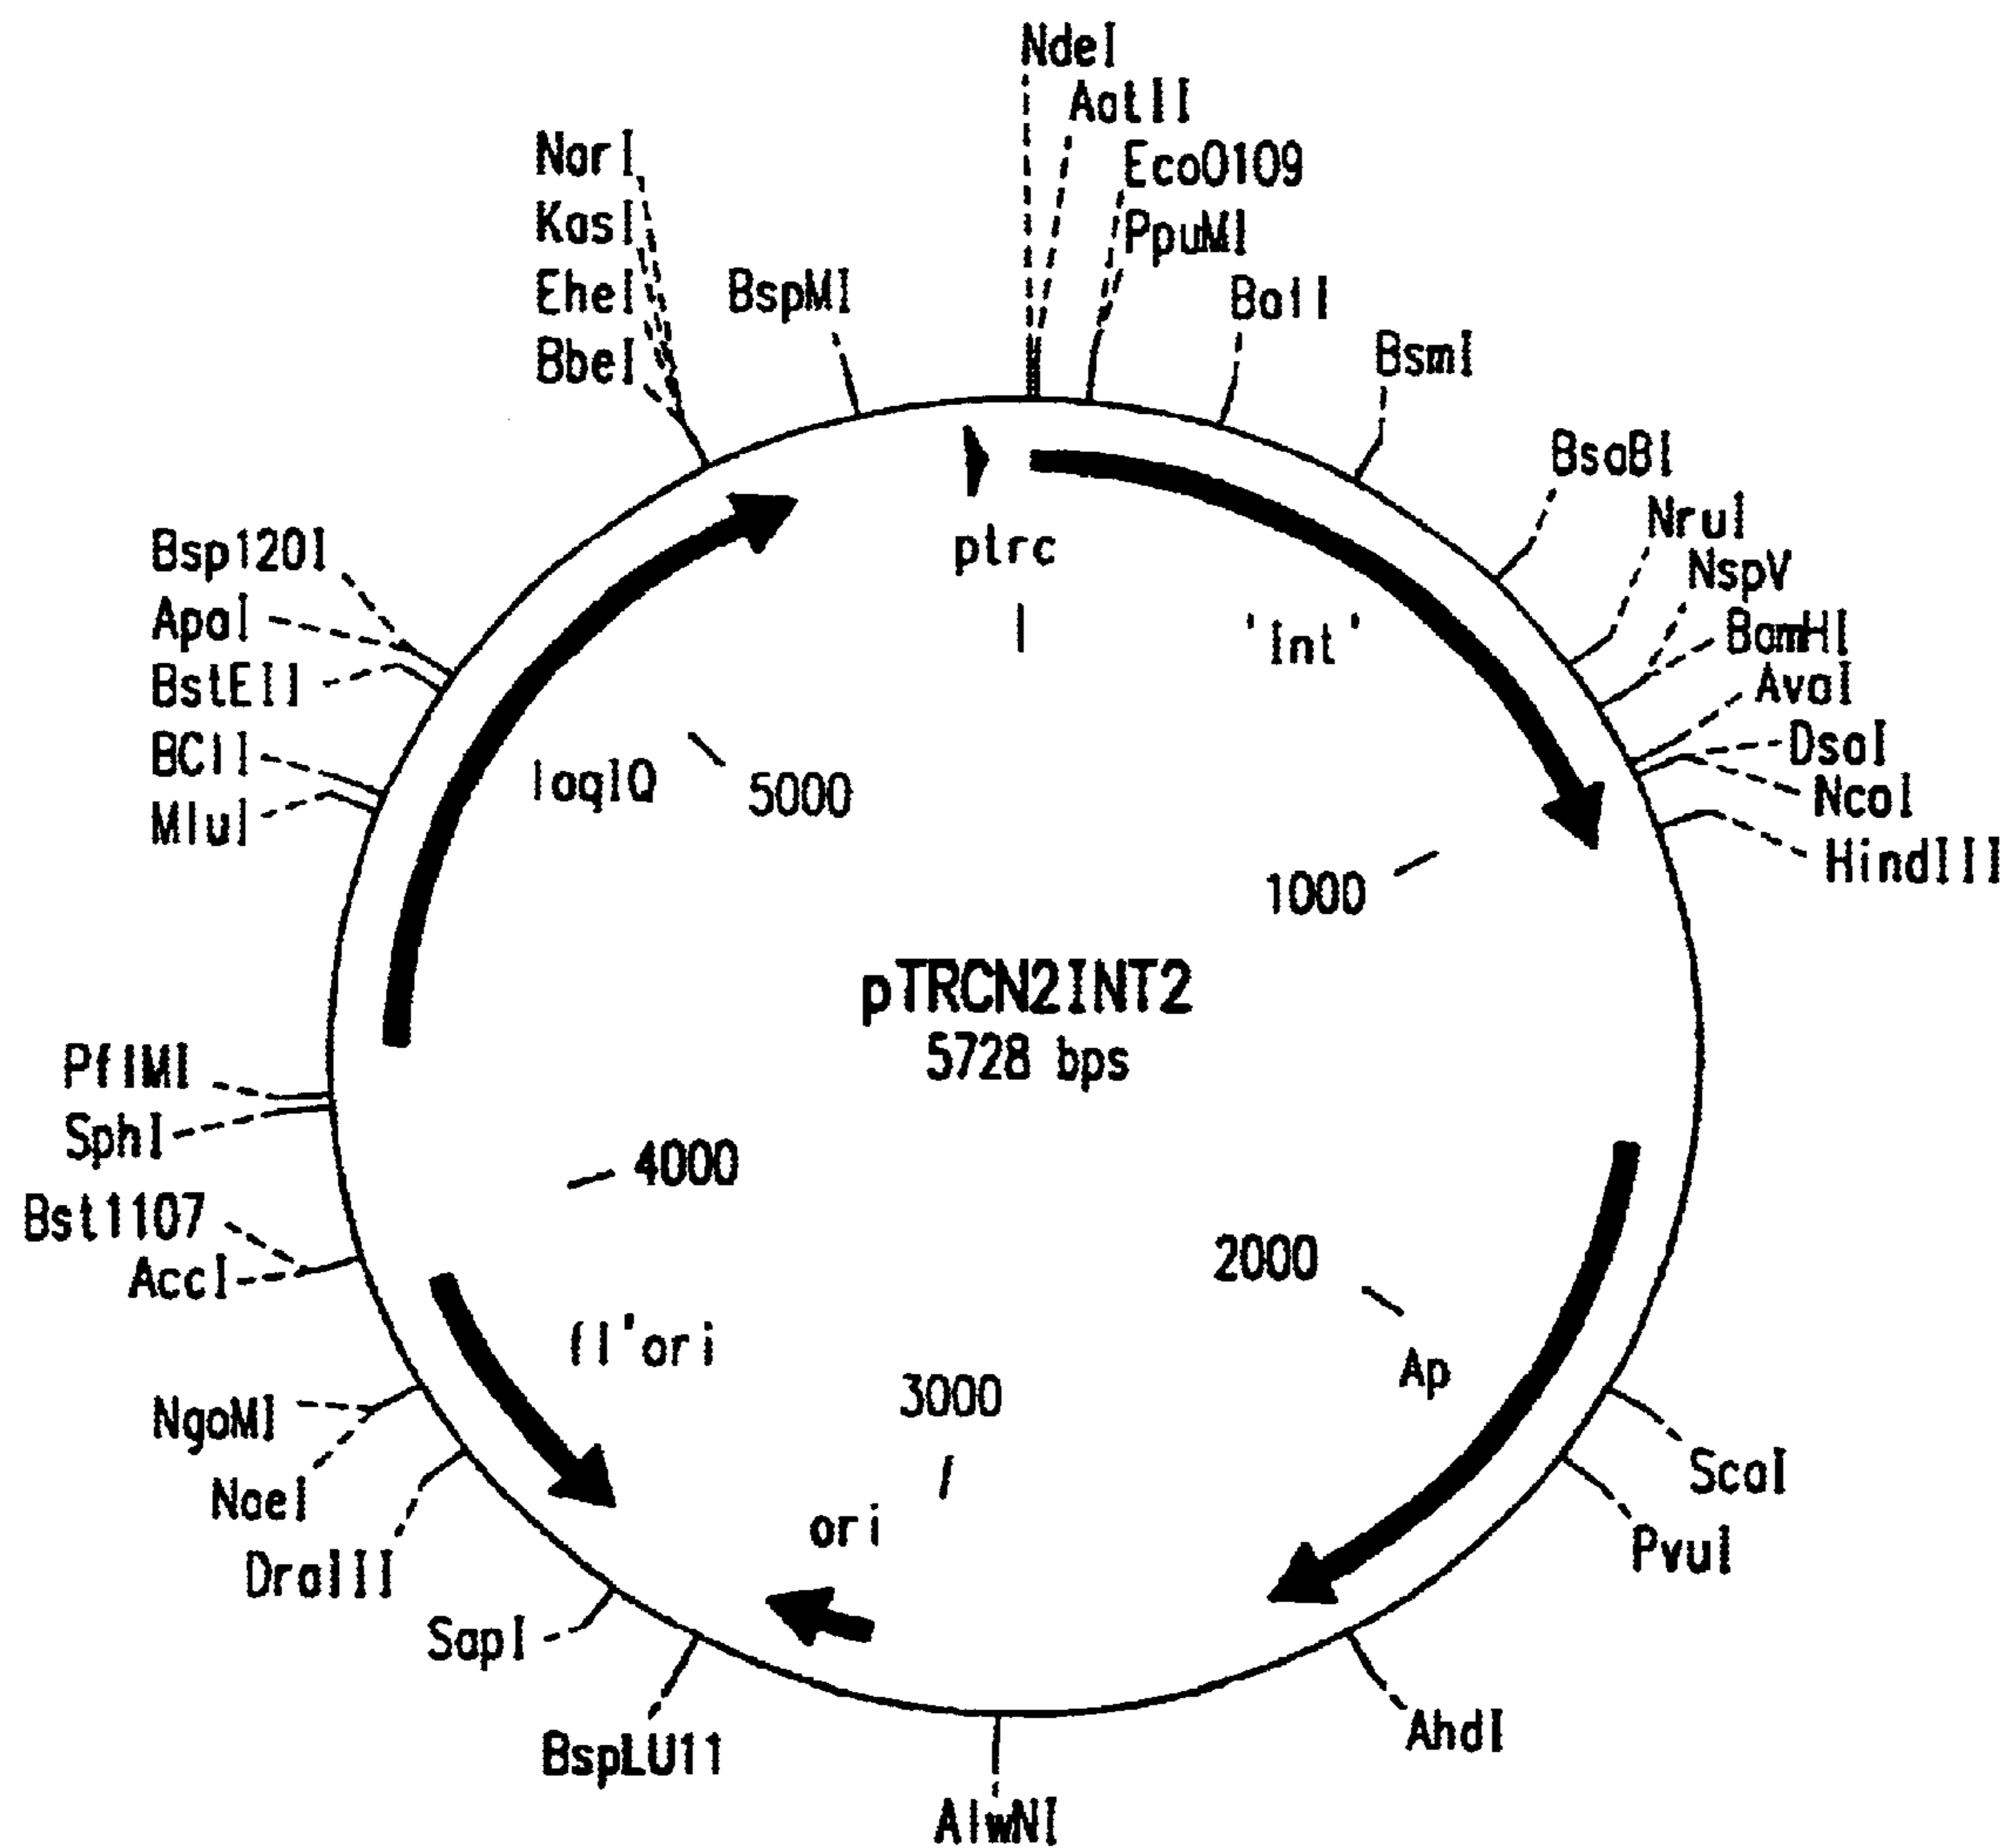 NdeI
AatII
EcoO109
PpuMI
BalI
BsmI
BsaBI
NruI
NspV
BamHI
AvaI
DsaI
NcoI
HindIII
NarI
KasI
EheI
BbeI
BspMI
Bsp120I
ApaI
BstEII
BClI
MluI
ptrc
'Int'
laqIQ
5000
1000
pTRCN2INT2
5728 bps
PflMI
SphI
4000
Bst1107
AccI
2000
f1'ori
Ap
3000
NgoMI
NaeI
DraIII
ori
ScaI
PvuI
SapI
BspLU11
AhdI
AlwNI